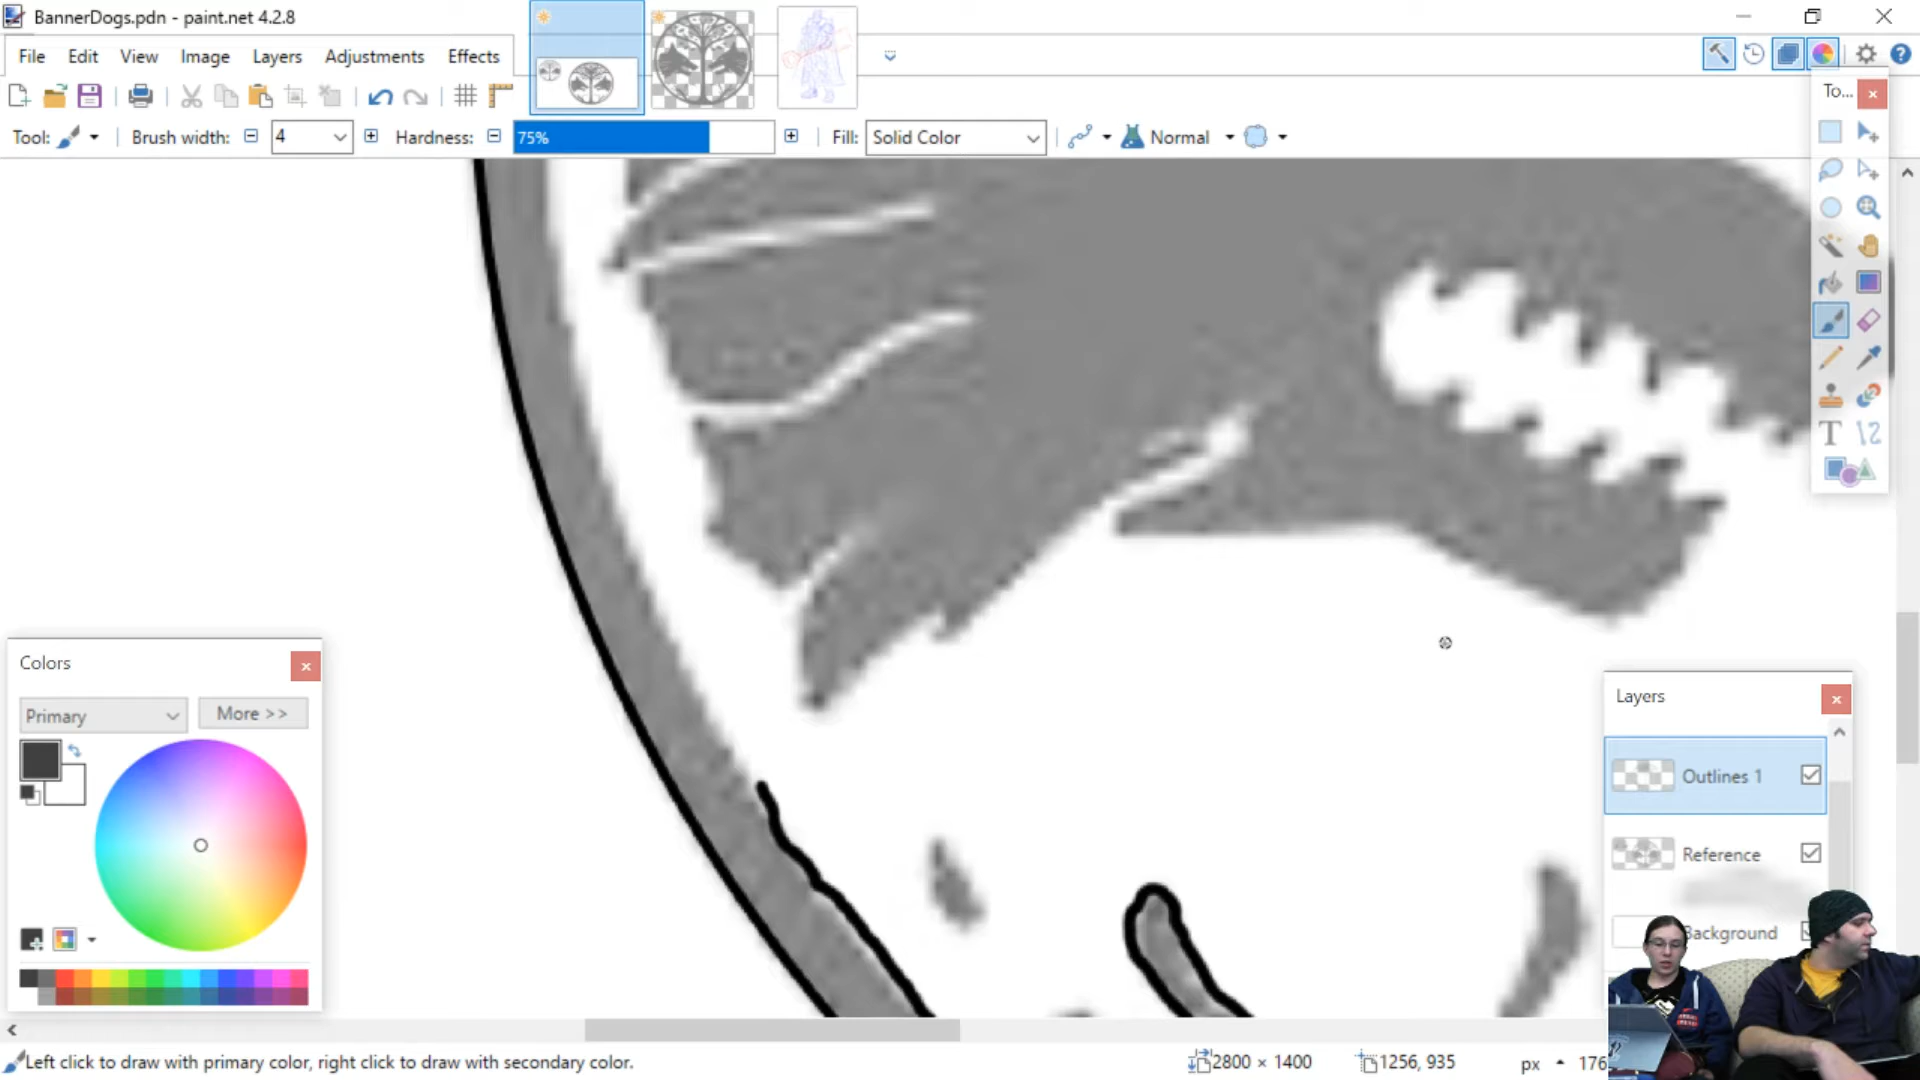 BannerDogs.pdn - paint.net 4.2.8
File Edit View Image Layers Adjustments Effects
Tool: Brush width: 4 Hardness: 75% Fill: Solid Color Normal
To...
Colors
Primary More >>
Layers
Outlines 1
Reference
Background
Left click to draw with primary color, right click to draw with secondary color.
2800 × 1400 1256, 935 px 176